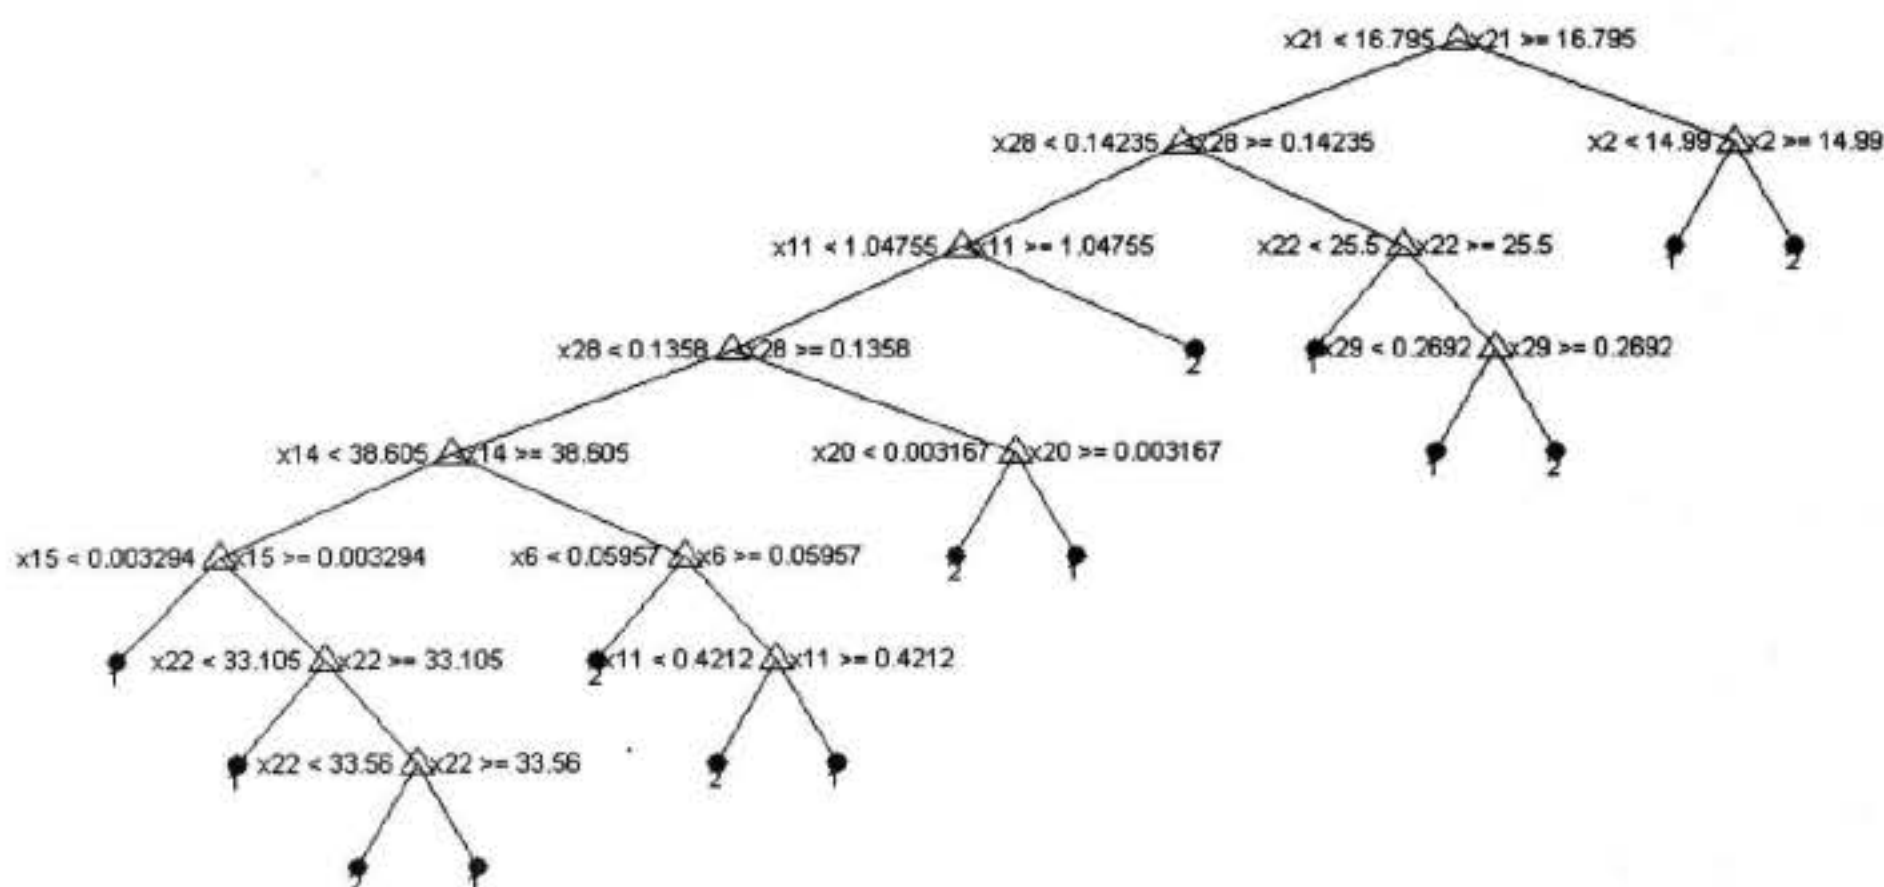 x21 < 16.795 x21 >= 16.795
x28 < 0.14235 x28 >= 0.14235 x2 < 14.99 x2 >= 14.99
x11 < 1.04755 x11 >= 1.04755 x22 < 25.5 x22 >= 25.5 1 2
x28 < 0.1358 x28 >= 0.1358 2 1 x29 < 0.2692 x29 >= 0.2692
x14 < 38.605 x14 >= 38.605 x20 < 0.003167 x20 >= 0.003167 1 2
x15 < 0.003294 x15 >= 0.003294 x6 < 0.05957 x6 >= 0.05957 2 1
1 x22 < 33.105 x22 >= 33.105 2 x11 < 0.4212 x11 >= 0.4212
1 x22 < 33.56 x22 >= 33.56 2 1
2 1